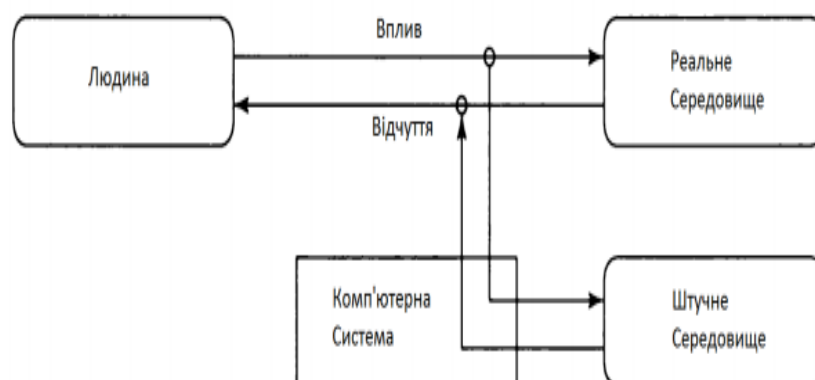 Вплив
Людина
Реальне
Середовище
Відчуття
Комп'ютерна
Система
Штучне
Середовище